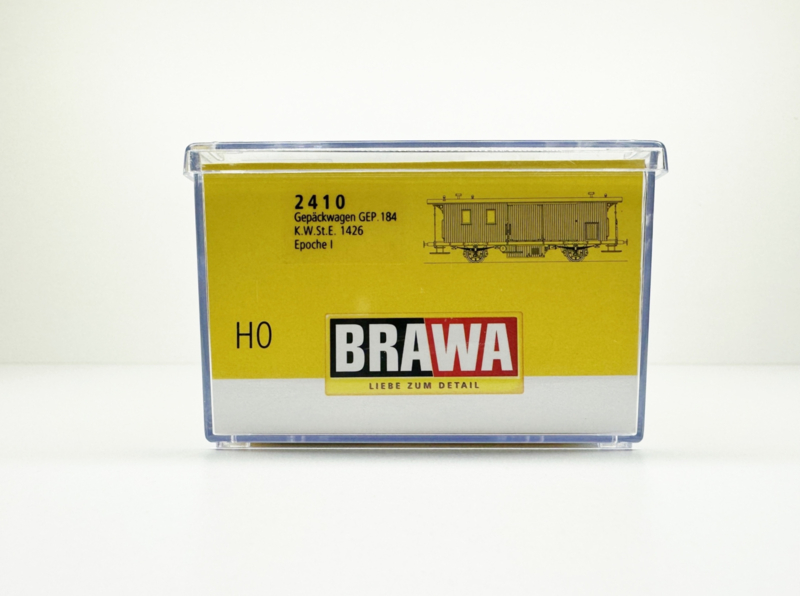 2410
Gepäckwagen GEP. 184
K.W.St.E. 1426
Epoche I
H0
BRAWA
LIEBE ZUM DETAIL